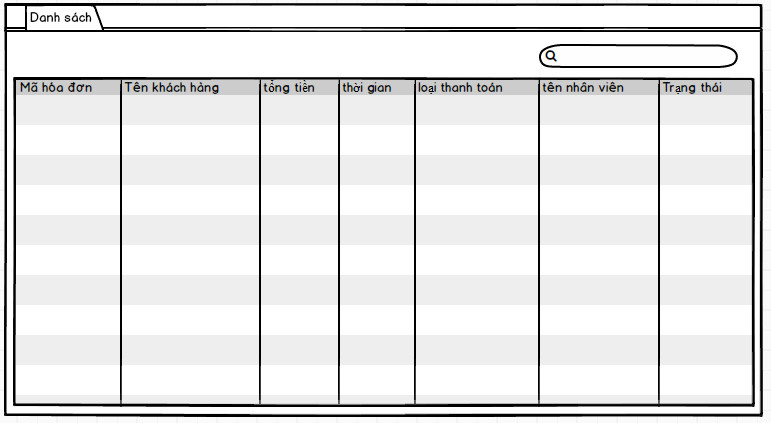 Danh sách
Mã hóa đơn Tên khách hàng tổng tiền thời gian loại thanh toán tên nhân viên Trạng thái